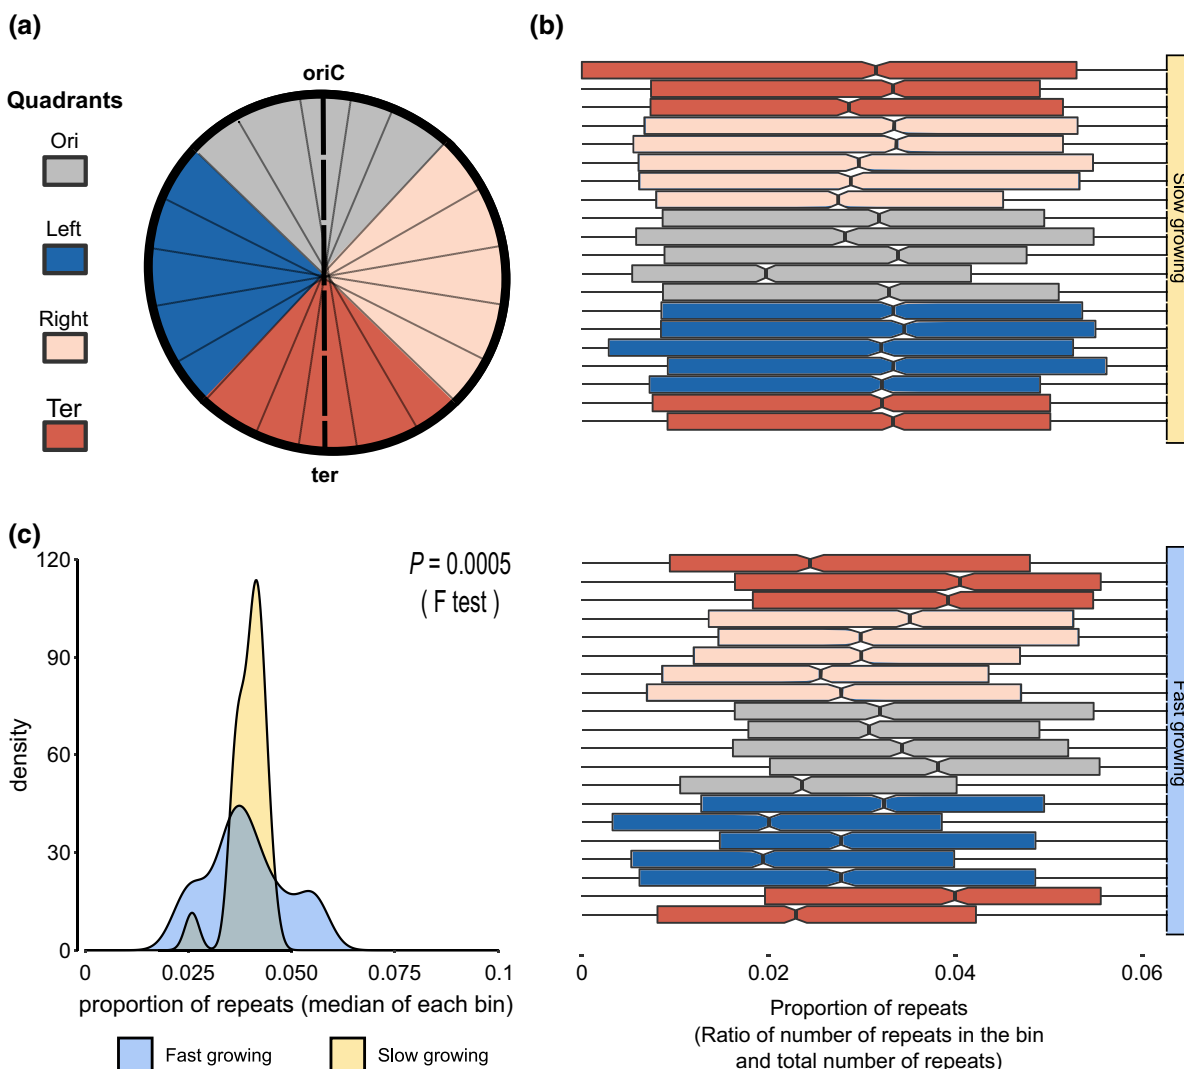 (a)
(b)
Quadrants
Ori
Left
Right
Ter
oriC
ter
Slow growing
(c)
120
90
60
30
0
density
P = 0.0005
( F test )
0
0.025
0.050
0.075
0.1
proportion of repeats (median of each bin)
Fast growing
Slow growing
Fast growing
0
0.02
0.04
0.06
Proportion of repeats
(Ratio of number of repeats in the bin
and total number of repeats)